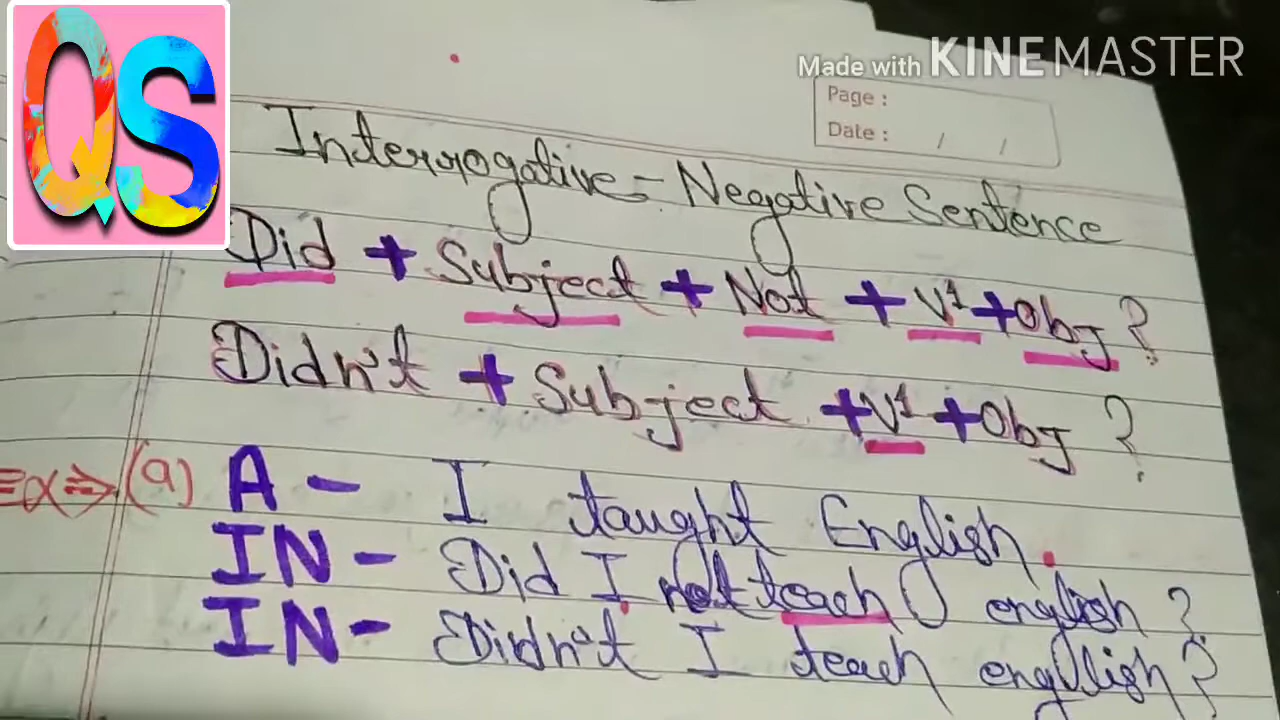 QS
Made with KINEMASTER
Page :
Date : / /
Interrogative - Negative Sentence
Did + Subject + Not + V¹ + Obj ?
Didn't + Subject + V¹ + Obj ?
Ex ⇒ (a) A - I taught English.
IN - Did I not teach english ?
IN - Didn't I teach english ?